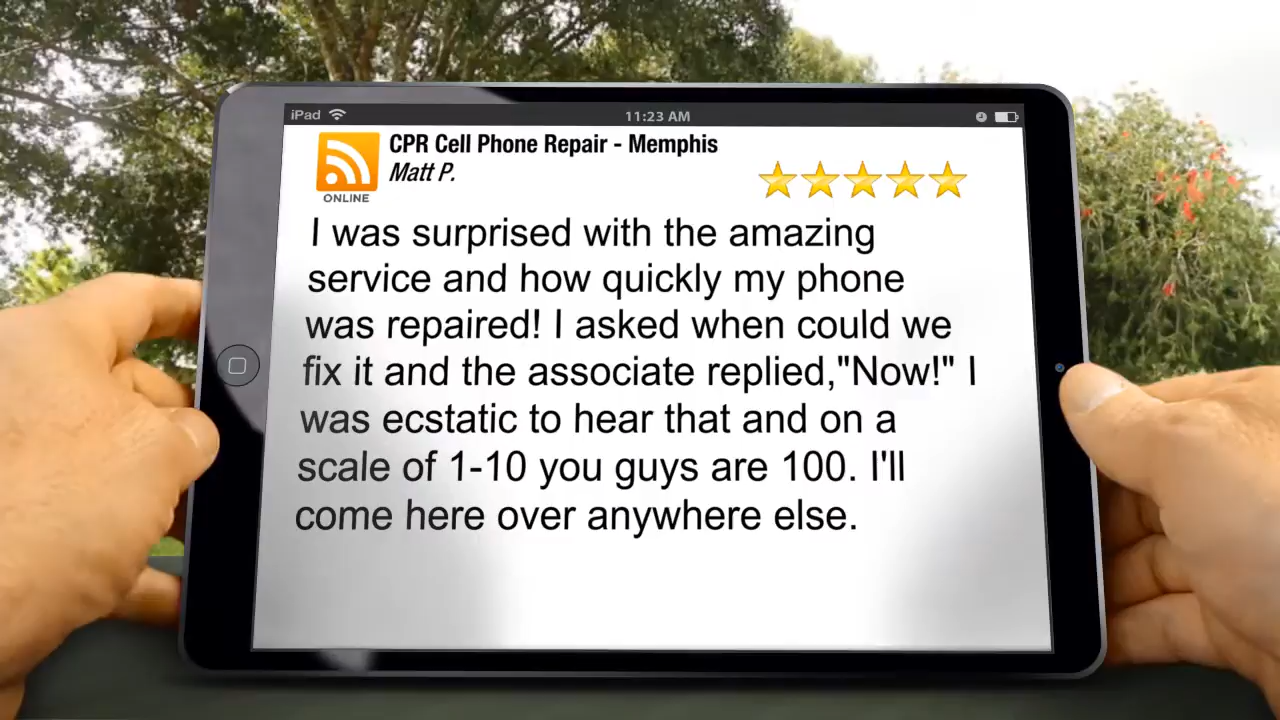 iPad
11:23 AM
CPR Cell Phone Repair - Memphis
Matt P.
ONLINE
I was surprised with the amazing
service and how quickly my phone
was repaired! I asked when could we
fix it and the associate replied,"Now!" I
was ecstatic to hear that and on a
scale of 1-10 you guys are 100. I'll
come here over anywhere else.